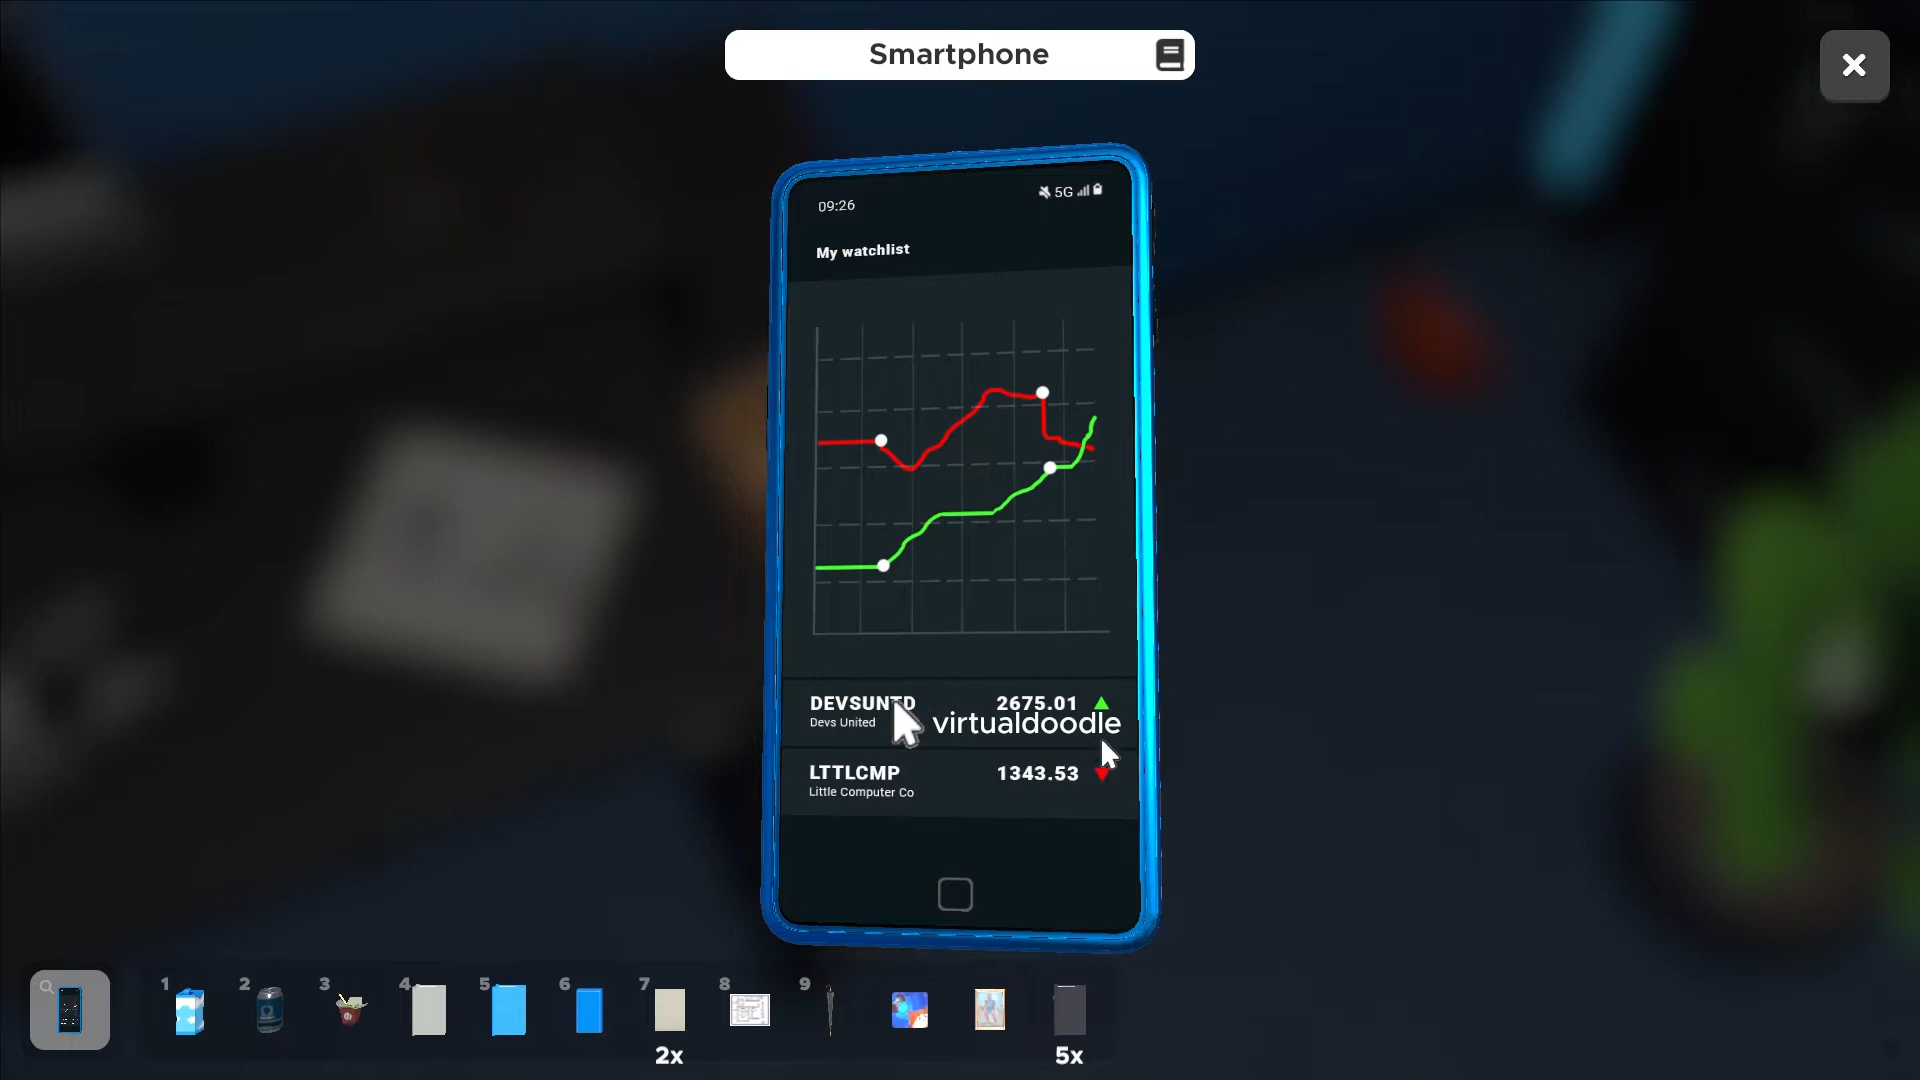 Smartphone
09:26
5G
My watchlist
DEVSUNTD 2675.01
Devs United
virtualdoodle
LTTLCMP 1343.53
Little Computer Co
1 2 3 4 5 6 7 8 9
2x 5x